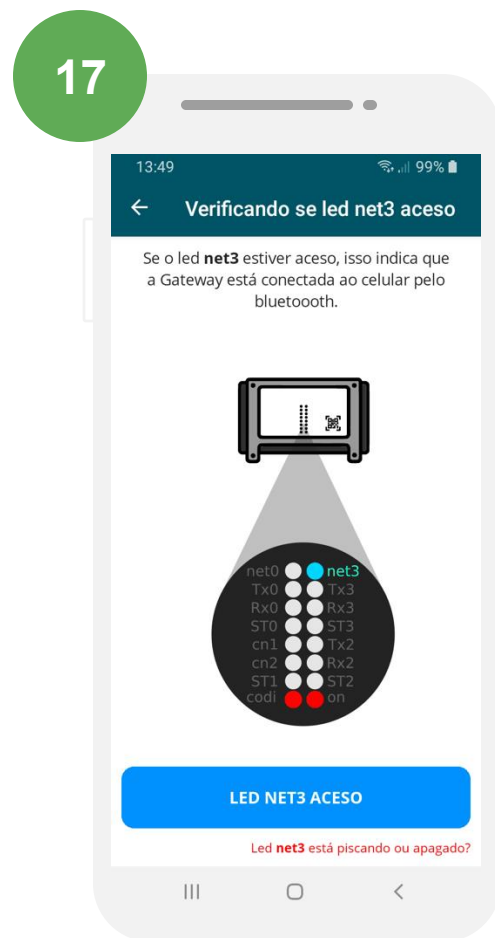 17
13:49 99%
Verificando se led net3 aceso
Se o led net3 estiver aceso, isso indica que
a Gateway está conectada ao celular pelo
bluetoooth.
net0 net3
Tx0 Tx3
Rx0 Rx3
ST0 ST3
cn1 Tx2
cn2 Rx2
ST1 ST2
codi on
LED NET3 ACESO
Led net3 está piscando ou apagado?